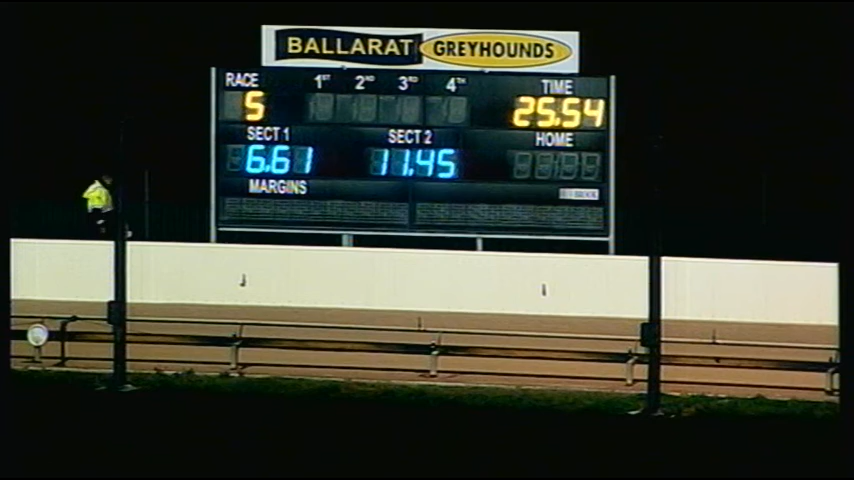 BALLARAT GREYHOUNDS
RACE 1ST 2ND 3RD 4TH TIME
5 25.54
SECT 1 SECT 2 HOME
6.61 11.45
MARGINS